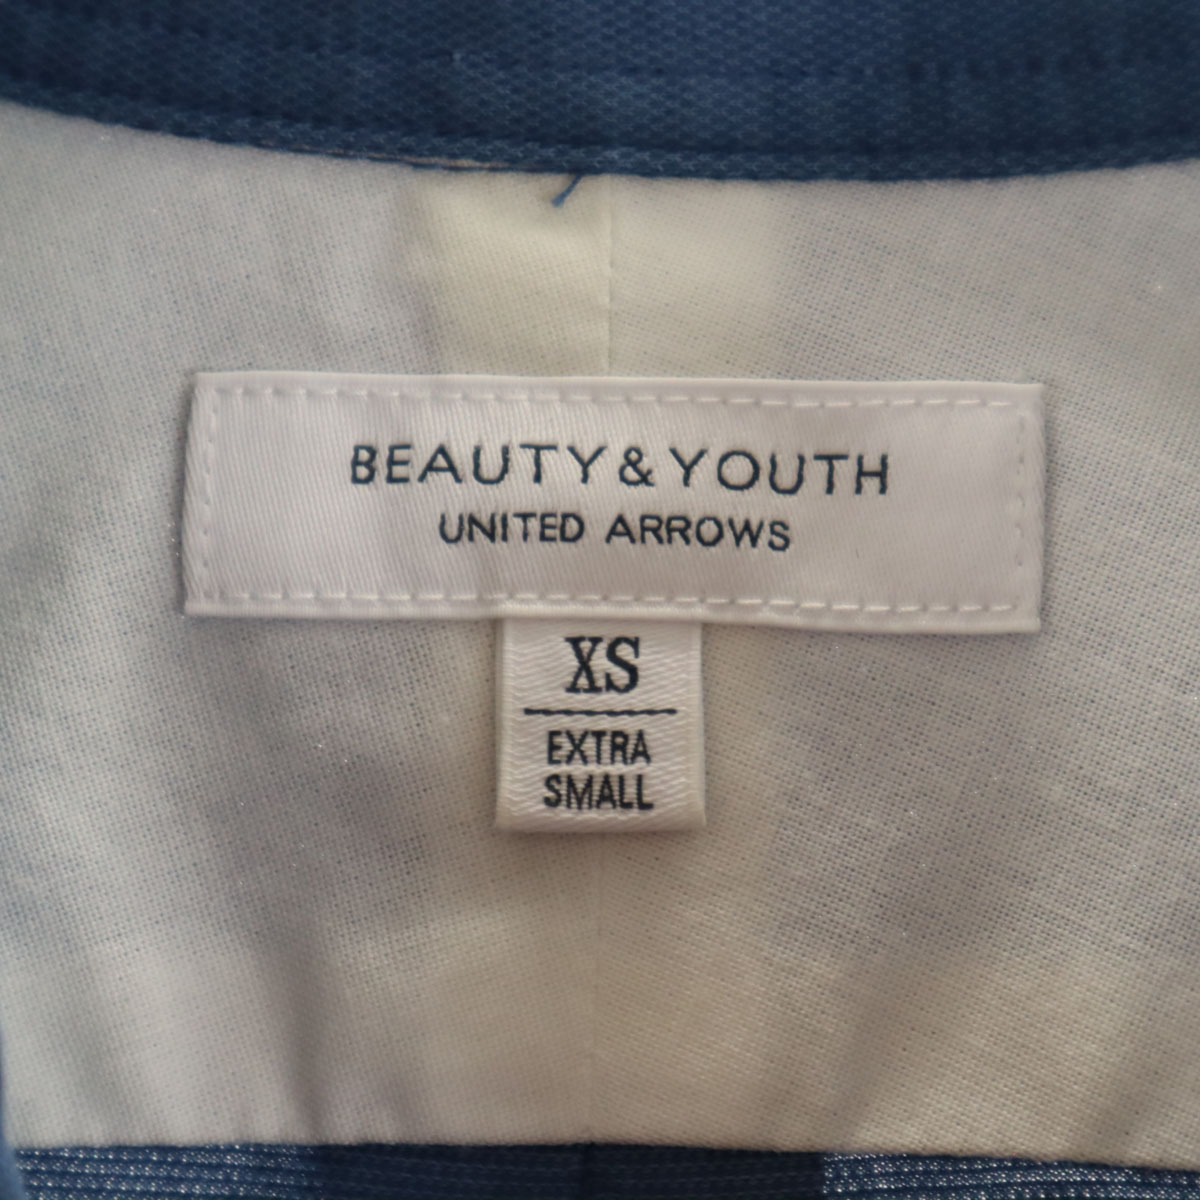 BEAUTY & YOUTH
UNITED ARROWS
XS
EXTRA
SMALL